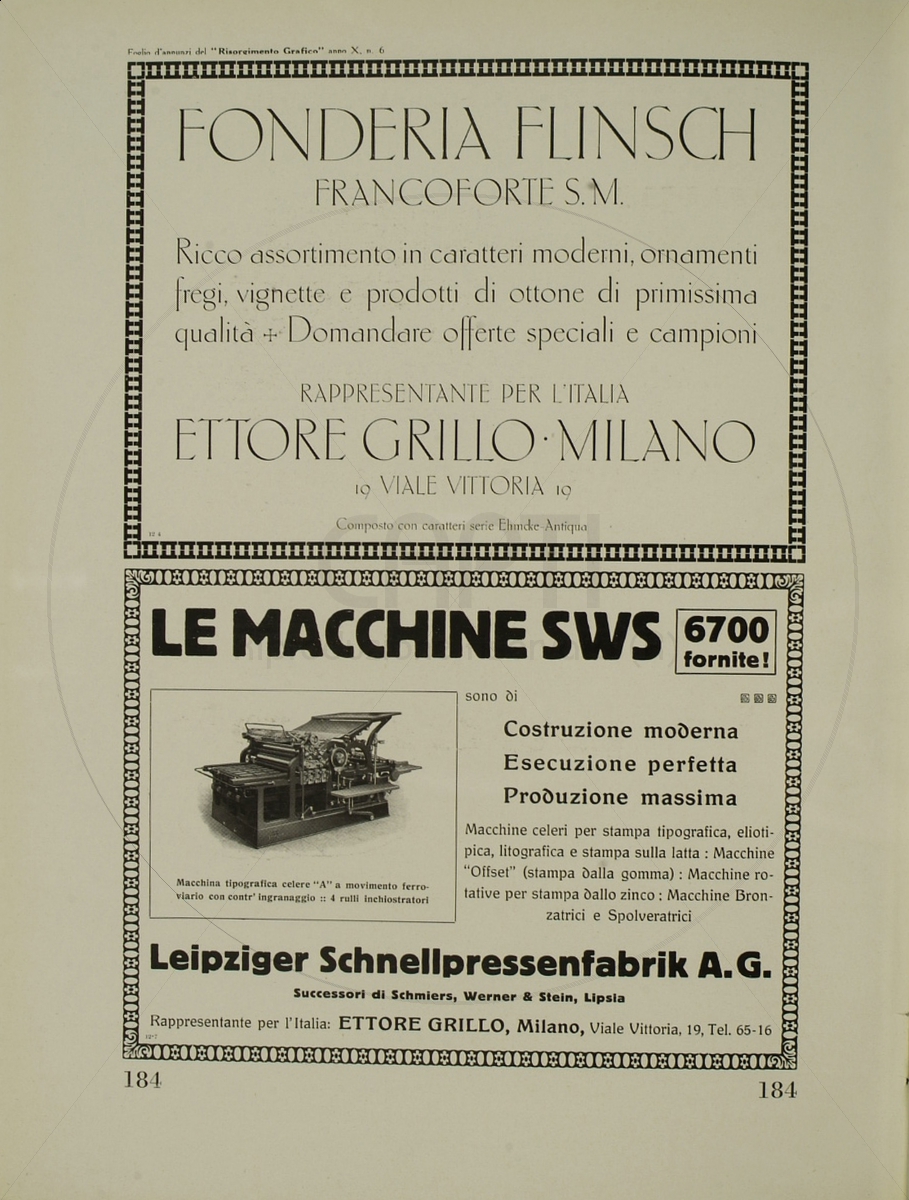 Foglio d'annunzi del "Risorgimento Grafico" anno X, n. 6
FONDERIA FLINSCH
FRANCOFORTE S.M.
Ricco assortimento in caratteri moderni, ornamenti
fregi, vignette e prodotti di ottone di primissima
qualità + Domandare offerte speciali e campioni
RAPPRESENTANTE PER L'ITALIA
ETTORE GRILLO · MILANO
19 VIALE VITTORIA 19
Composto con caratteri serie Ehmcke-Antiqua
LE MACCHINE SWS
6700
fornite!
sono di
Costruzione moderna
Esecuzione perfetta
Produzione massima
Macchine celeri per stampa tipografica, elioti-
pica, litografica e stampa sulla latta : Macchine
"Offset" (stampa dalla gomma) : Macchine ro-
tative per stampa dallo zinco : Macchine Bron-
zatrici e Spolveratrici
Macchina tipografica celere "A" a movimento ferro-
viario con contr'ingranaggio :: 4 rulli inchiostratori
Leipziger Schnellpressenfabrik A.G.
Successori di Schmiers, Werner & Stein, Lipsia
Rappresentante per l'Italia: ETTORE GRILLO, Milano, Viale Vittoria, 19, Tel. 65-16
184
184